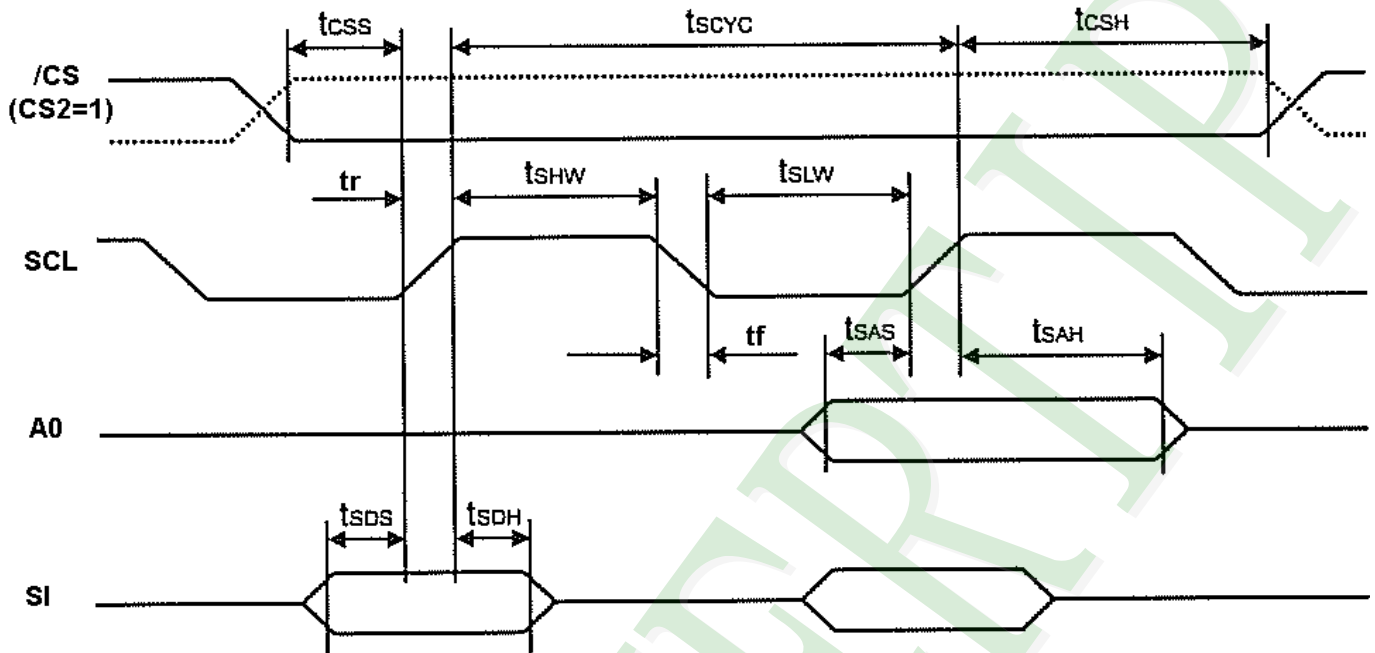 tCSS
tSCYC
tCSH
/CS
(CS2=1)
tr
tSHW
tSLW
SCL
tf
tSAS
tSAH
A0
tSDS
tSDH
SI